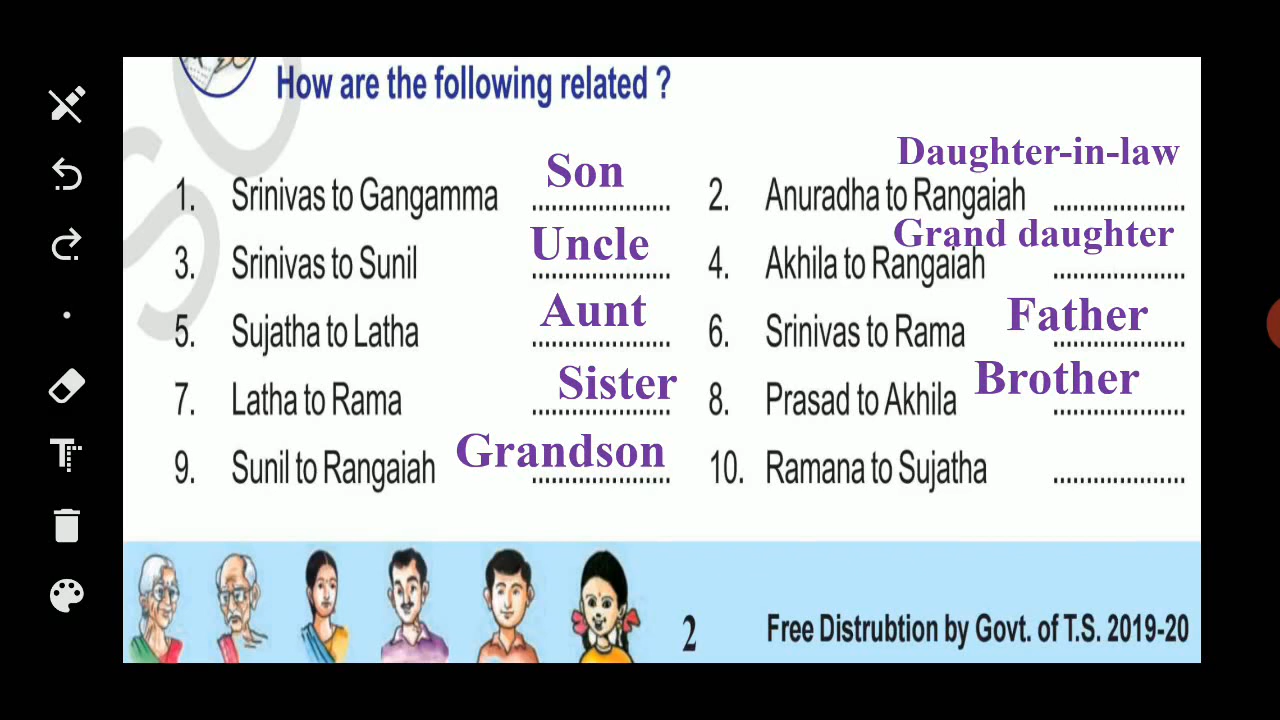 How are the following related ?
1. Srinivas to Gangamma Son .....................
2. Anuradha to Rangaiah Daughter-in-law ....................
3. Srinivas to Sunil Uncle .....................
4. Akhila to Rangaiah Grand daughter ....................
5. Sujatha to Latha Aunt .....................
6. Srinivas to Rama Father ....................
7. Latha to Rama Sister .....................
8. Prasad to Akhila Brother ....................
9. Sunil to Rangaiah Grandson .....................
10. Ramana to Sujatha ....................
2 Free Distrubtion by Govt. of T.S. 2019-20